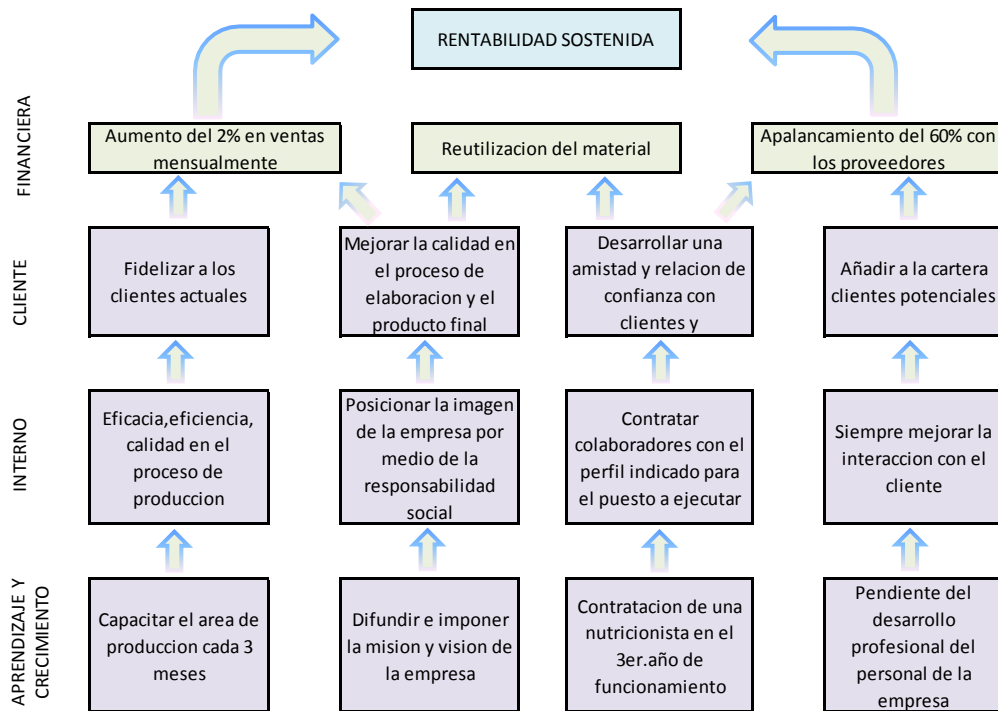 RENTABILIDAD SOSTENIDA
FINANCIERA
Aumento del 2% en ventas
mensualmente
Reutilizacion del material
Apalancamiento del 60% con
los proveedores
CLIENTE
Fidelizar a los
clientes actuales
Mejorar la calidad en
el proceso de
elaboracion y el
producto final
Desarrollar una
amistad y relacion de
confianza con
clientes y
Añadir a la cartera
clientes potenciales
INTERNO
Eficacia,eficiencia,
calidad en el
proceso de
produccion
Posicionar la imagen
de la empresa por
medio de la
responsabilidad
social
Contratar
colaboradores con el
perfil indicado para
el puesto a ejecutar
Siempre mejorar la
interaccion con el
cliente
APRENDIZAJE Y
CRECIMIENTO
Capacitar el area de
produccion cada 3
meses
Difundir e imponer
la mision y vision de
la empresa
Contratacion de una
nutricionista en el
3er.año de
funcionamiento
Pendiente del
desarrollo
profesional del
personal de la
empresa